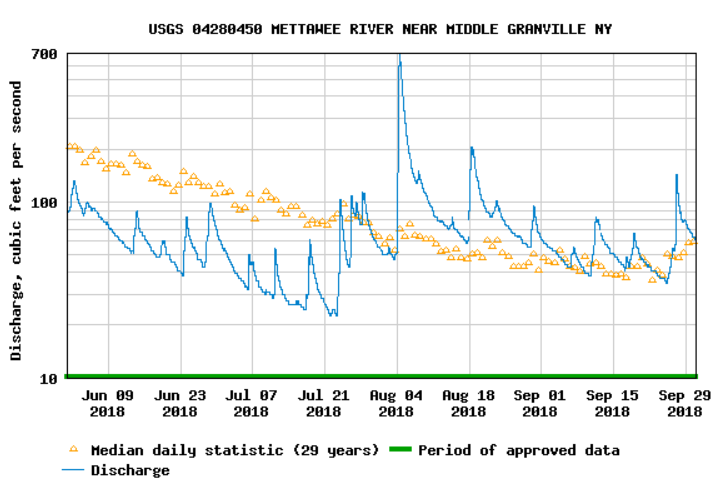 USGS 04280450 METTAWEE RIVER NEAR MIDDLE GRANVILLE NY
Discharge, cubic feet per second
700
100
10
Jun 09 Jun 23 Jul 07 Jul 21 Aug 04 Aug 18 Sep 01 Sep 15 Sep 29
2018 2018 2018 2018 2018 2018 2018 2018 2018
Median daily statistic (29 years) Period of approved data
Discharge